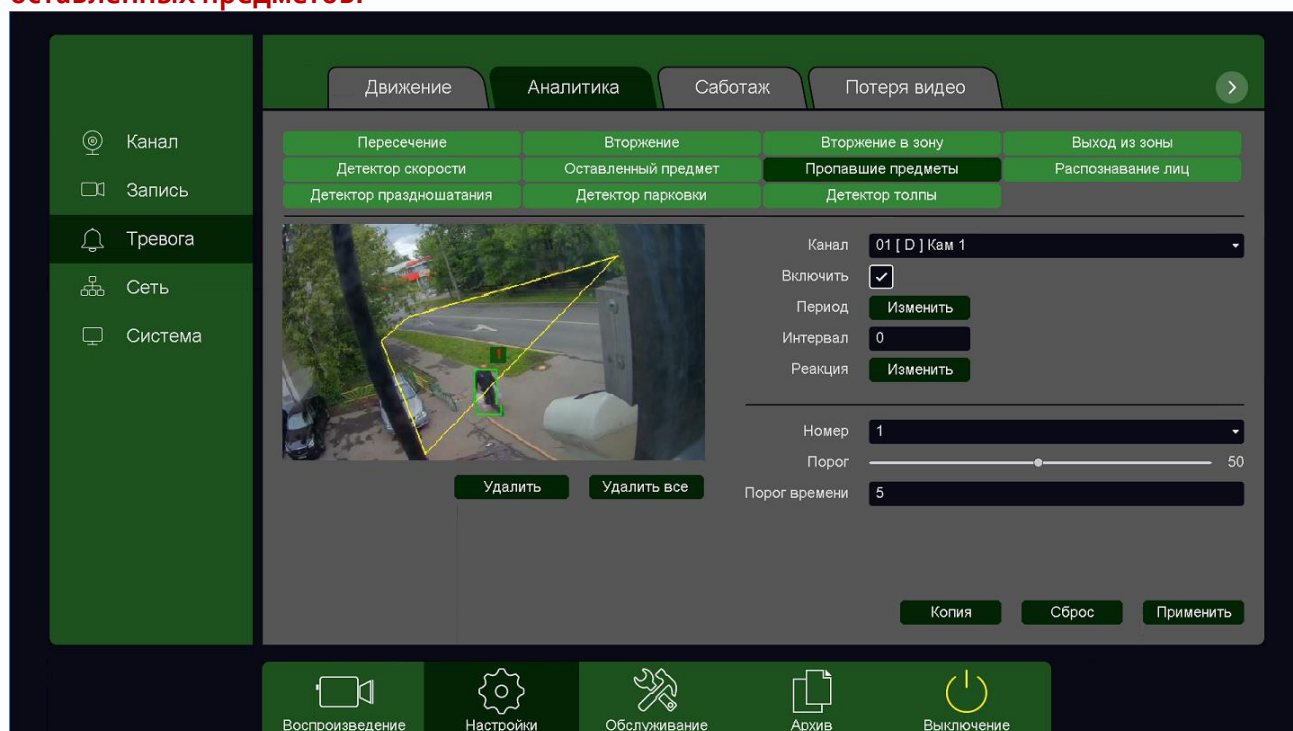 оставленных предметов.
Движение Аналитика Саботаж Потеря видео
Канал
Запись
Тревога
Сеть
Система
Пересечение Вторжение Вторжение в зону Выход из зоны
Детектор скорости Оставленный предмет Пропавшие предметы Распознавание лиц
Детектор праздношатания Детектор парковки Детектор толпы
1
Удалить Удалить все
Канал 01 [ D ] Кам 1
Включить
Период Изменить
Интервал 0
Реакция Изменить
Номер 1
Порог 50
Порог времени 5
Копия Сброс Применить
Воспроизведение Настройки Обслуживание Архив Выключение